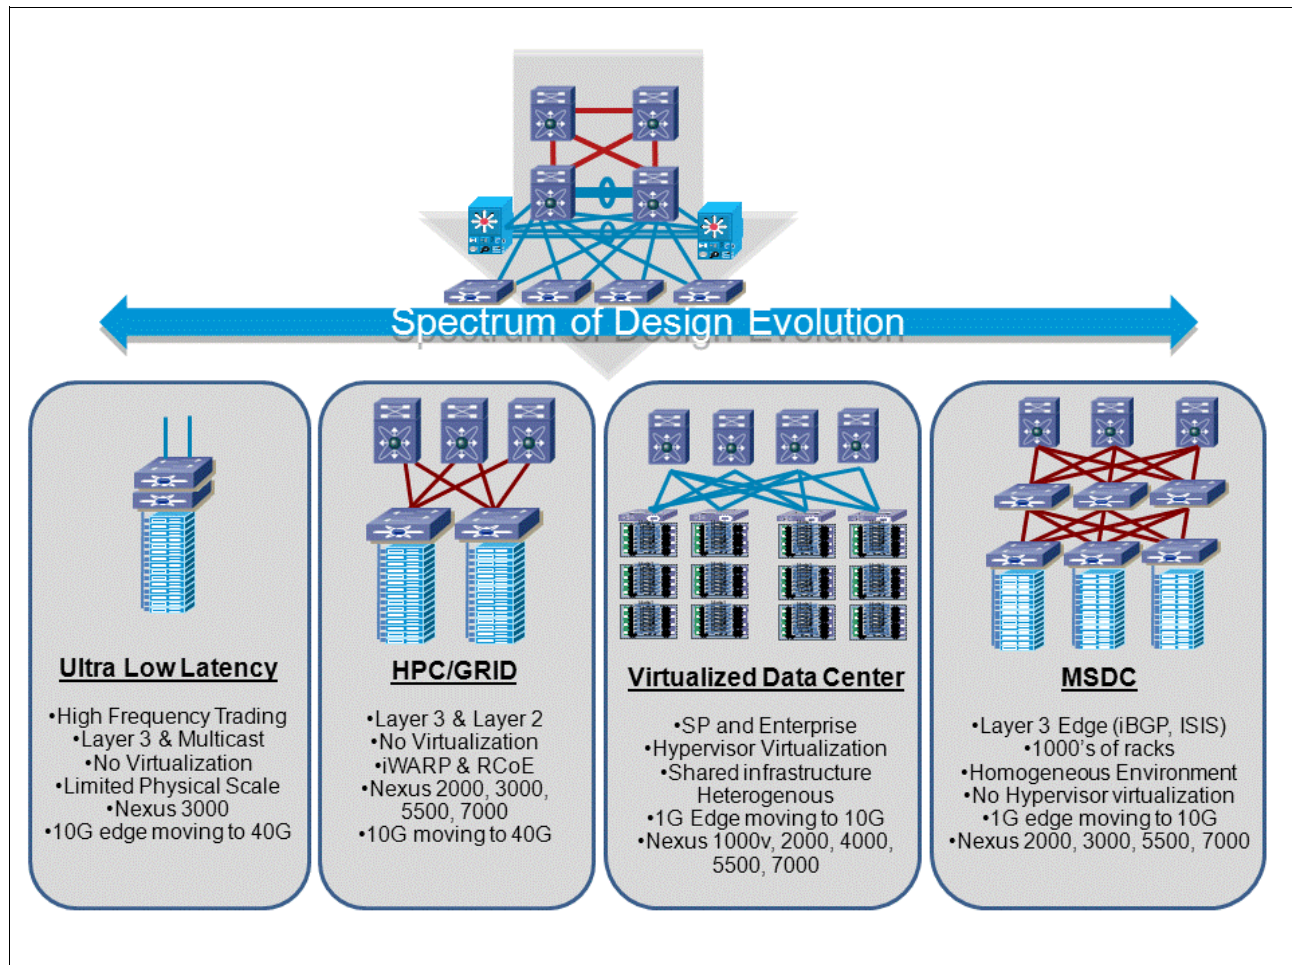 Spectrum of Design Evolution
Ultra Low Latency
•High Frequency Trading
•Layer 3 & Multicast
•No Virtualization
•Limited Physical Scale
•Nexus 3000
•10G edge moving to 40G
HPC/GRID
•Layer 3 & Layer 2
•No Virtualization
•iWARP & RCoE
•Nexus 2000, 3000,
5500, 7000
•10G moving to 40G
Virtualized Data Center
•SP and Enterprise
•Hypervisor Virtualization
•Shared infrastructure
Heterogenous
•1G Edge moving to 10G
•Nexus 1000v, 2000, 4000,
5500, 7000
MSDC
•Layer 3 Edge (iBGP, ISIS)
•1000's of racks
•Homogeneous Environment
•No Hypervisor virtualization
•1G edge moving to 10G
•Nexus 2000, 3000, 5500, 7000